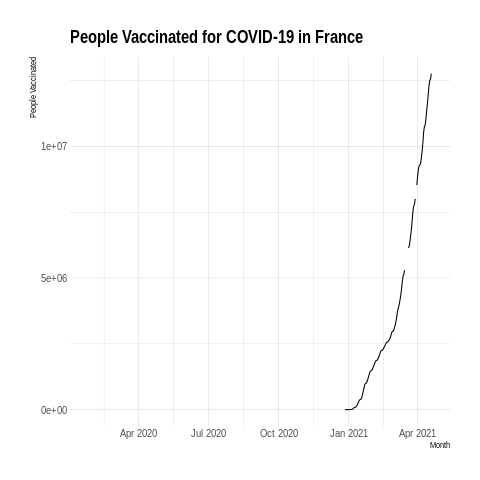 People Vaccinated for COVID-19 in France
People Vaccinated
1e+07
5e+06
0e+00
Apr 2020 Jul 2020 Oct 2020 Jan 2021 Apr 2021
Month